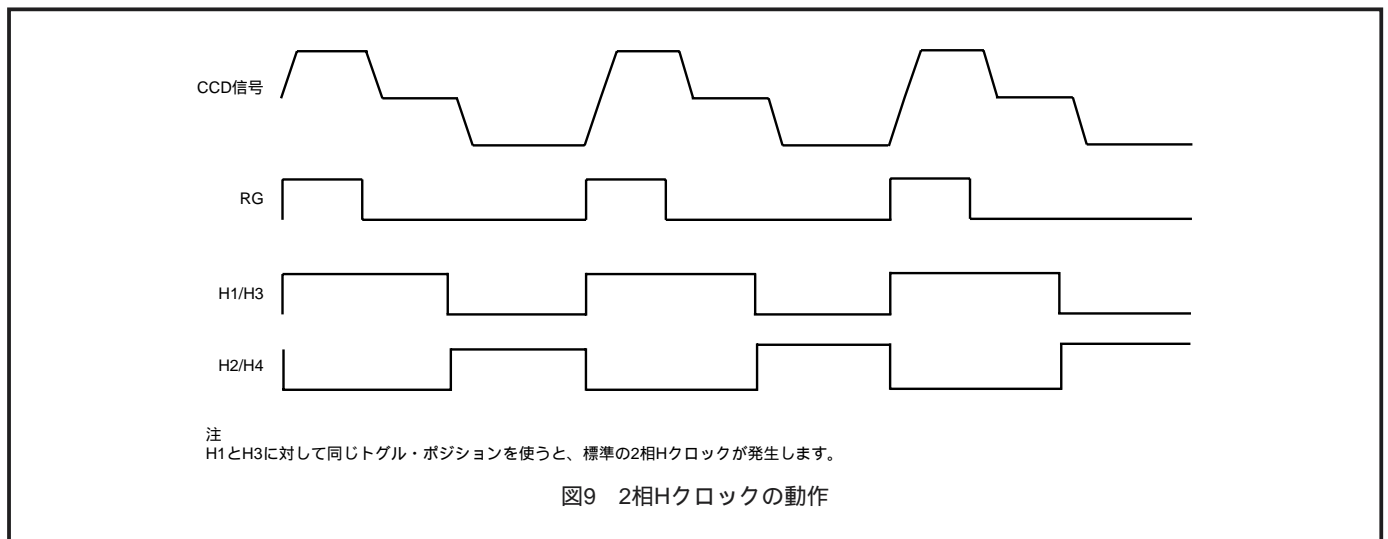 CCD信号
RG
H1/H3
H2/H4
注
H1とH3に対して同じトグル・ポジションを使うと、標準の2相Hクロックが発生します。
図9 2相Hクロックの動作